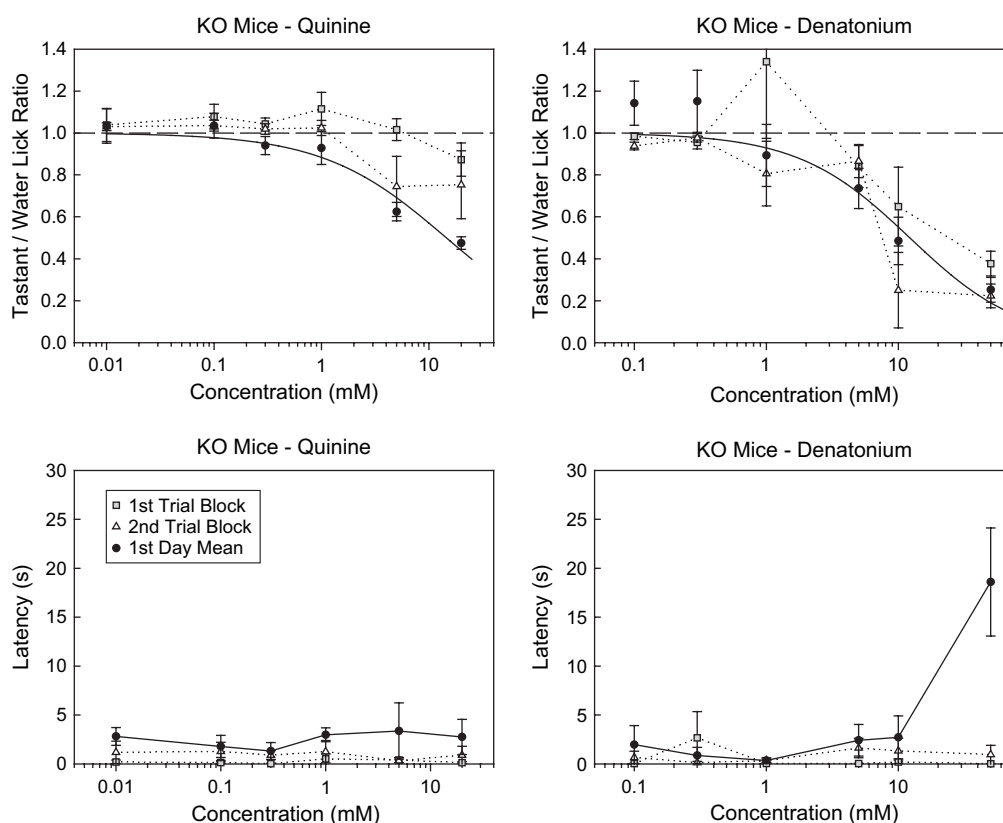 KO Mice - Quinine
Tastant / Water Lick Ratio
1.4
1.2
1.0
0.8
0.6
0.4
0.2
0.0
0.01
0.1
1
10
Concentration (mM)
KO Mice - Denatonium
Tastant / Water Lick Ratio
1.4
1.2
1.0
0.8
0.6
0.4
0.2
0.0
0.1
1
10
Concentration (mM)
KO Mice - Quinine
Latency (s)
30
25
20
15
10
5
0
1st Trial Block
2nd Trial Block
1st Day Mean
0.01
0.1
1
10
Concentration (mM)
KO Mice - Denatonium
Latency (s)
30
25
20
15
10
5
0
0.1
1
10
Concentration (mM)